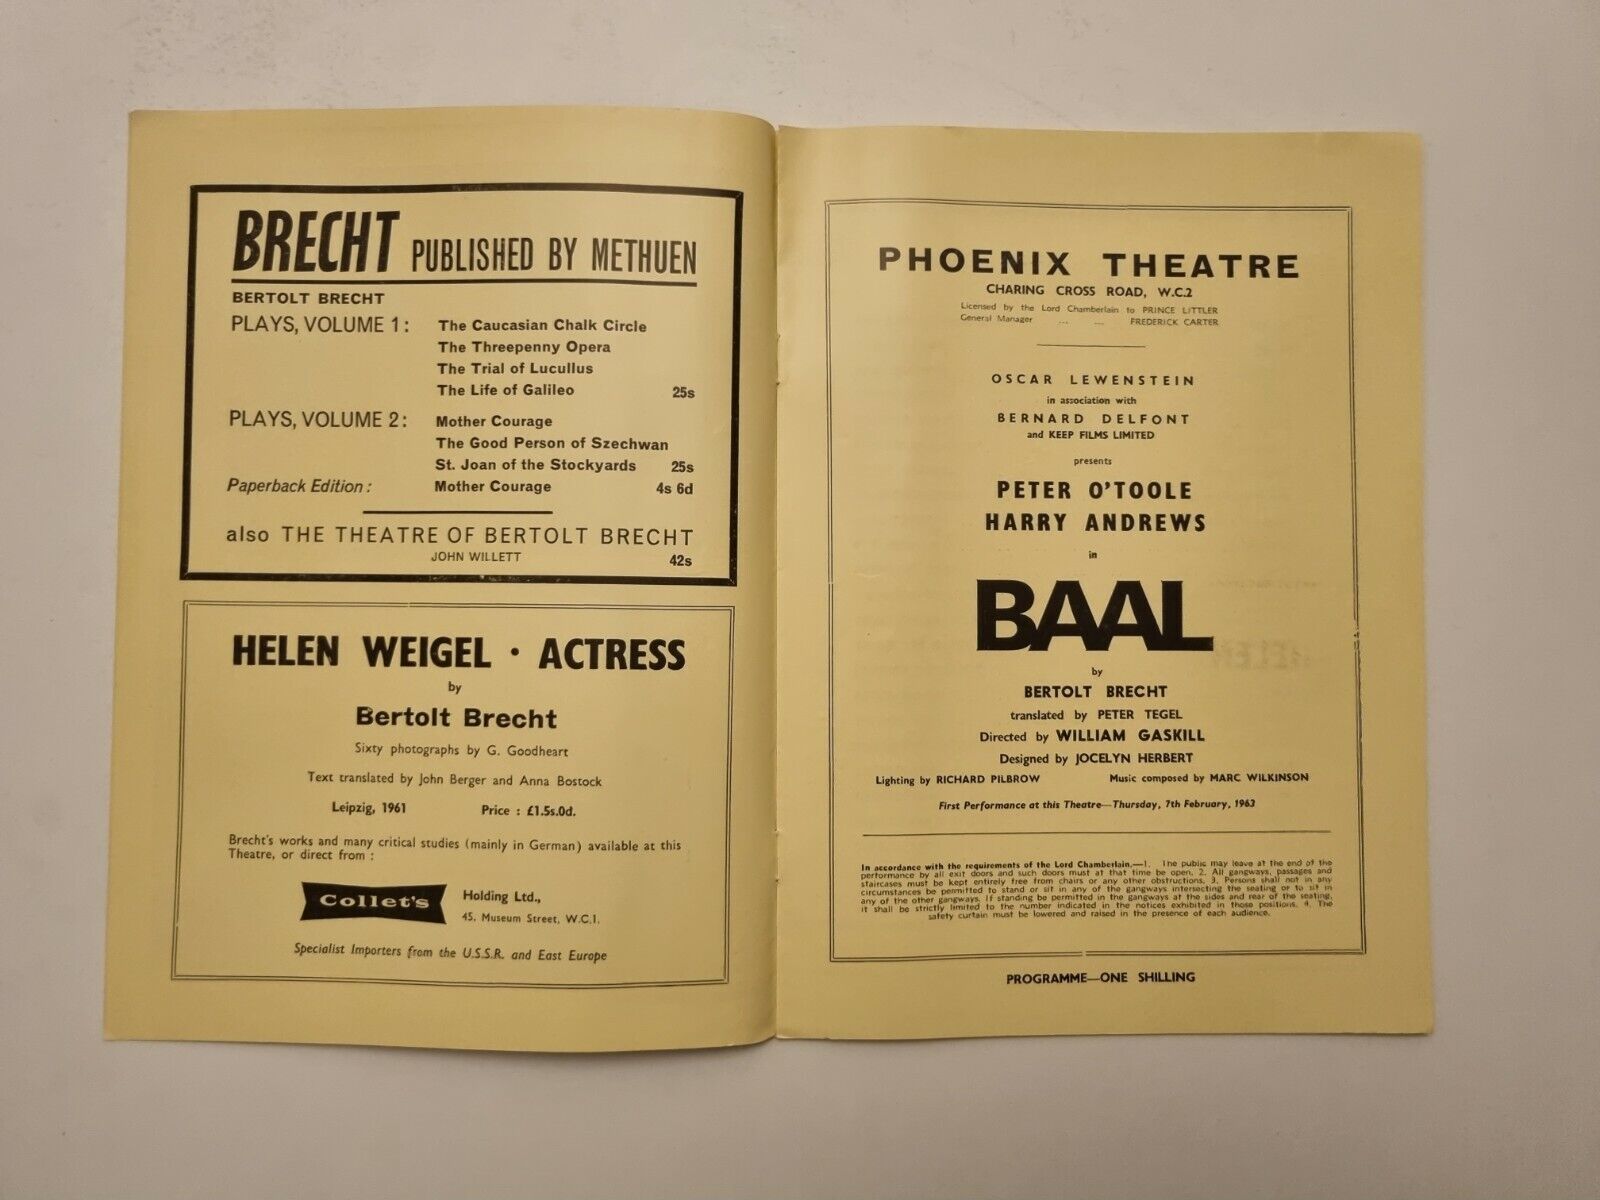 BRECHT PUBLISHED BY METHUEN
BERTOLT BRECHT
PLAYS, VOLUME 1: The Caucasian Chalk Circle
The Threepenny Opera
The Trial of Lucullus
The Life of Galileo 25s
PLAYS, VOLUME 2: Mother Courage
The Good Person of Szechwan
St. Joan of the Stockyards 25s
Paperback Edition: Mother Courage 4s 6d
also THE THEATRE OF BERTOLT BRECHT
JOHN WILLETT 42s
HELEN WEIGEL · ACTRESS
by
Bertolt Brecht
Sixty photographs by G. Goodheart
Text translated by John Berger and Anna Bostock
Leipzig, 1961 Price : £1.5s.0d.
Brecht's works and many critical studies (mainly in German) available at this
Theatre, or direct from :
Collet's Holding Ltd.,
45, Museum Street, W.C.1.
Specialist Importers from the U.S.S.R. and East Europe
PHOENIX THEATRE
CHARING CROSS ROAD, W.C.2
Licensed by the Lord Chamberlain to PRINCE LITTLER
General Manager ... ... FREDERICK CARTER
OSCAR LEWENSTEIN
in association with
BERNARD DELFONT
and KEEP FILMS LIMITED
presents
PETER O'TOOLE
HARRY ANDREWS
in
BAAL
by
BERTOLT BRECHT
translated by PETER TEGEL
Directed by WILLIAM GASKILL
Designed by JOCELYN HERBERT
Lighting by RICHARD PILBROW Music composed by MARC WILKINSON
First Performance at this Theatre—Thursday, 7th February, 1963
In accordance with the requirements of the Lord Chamberlain.—1. The public may leave at the end of the
performance by all exit doors and such doors must at that time be open. 2. All gangways, passages and
staircases must be kept entirely free from chairs or any other obstructions. 3. Persons shall not in any
circumstances be permitted to stand or sit in any of the gangways intersecting the seating or to sit in
any of the other gangways. If standing be permitted in the gangways at the sides and rear of the seating,
it shall be strictly limited to the number indicated in the notices exhibited in those positions. 4. The
safety curtain must be lowered and raised in the presence of each audience.
PROGRAMME—ONE SHILLING